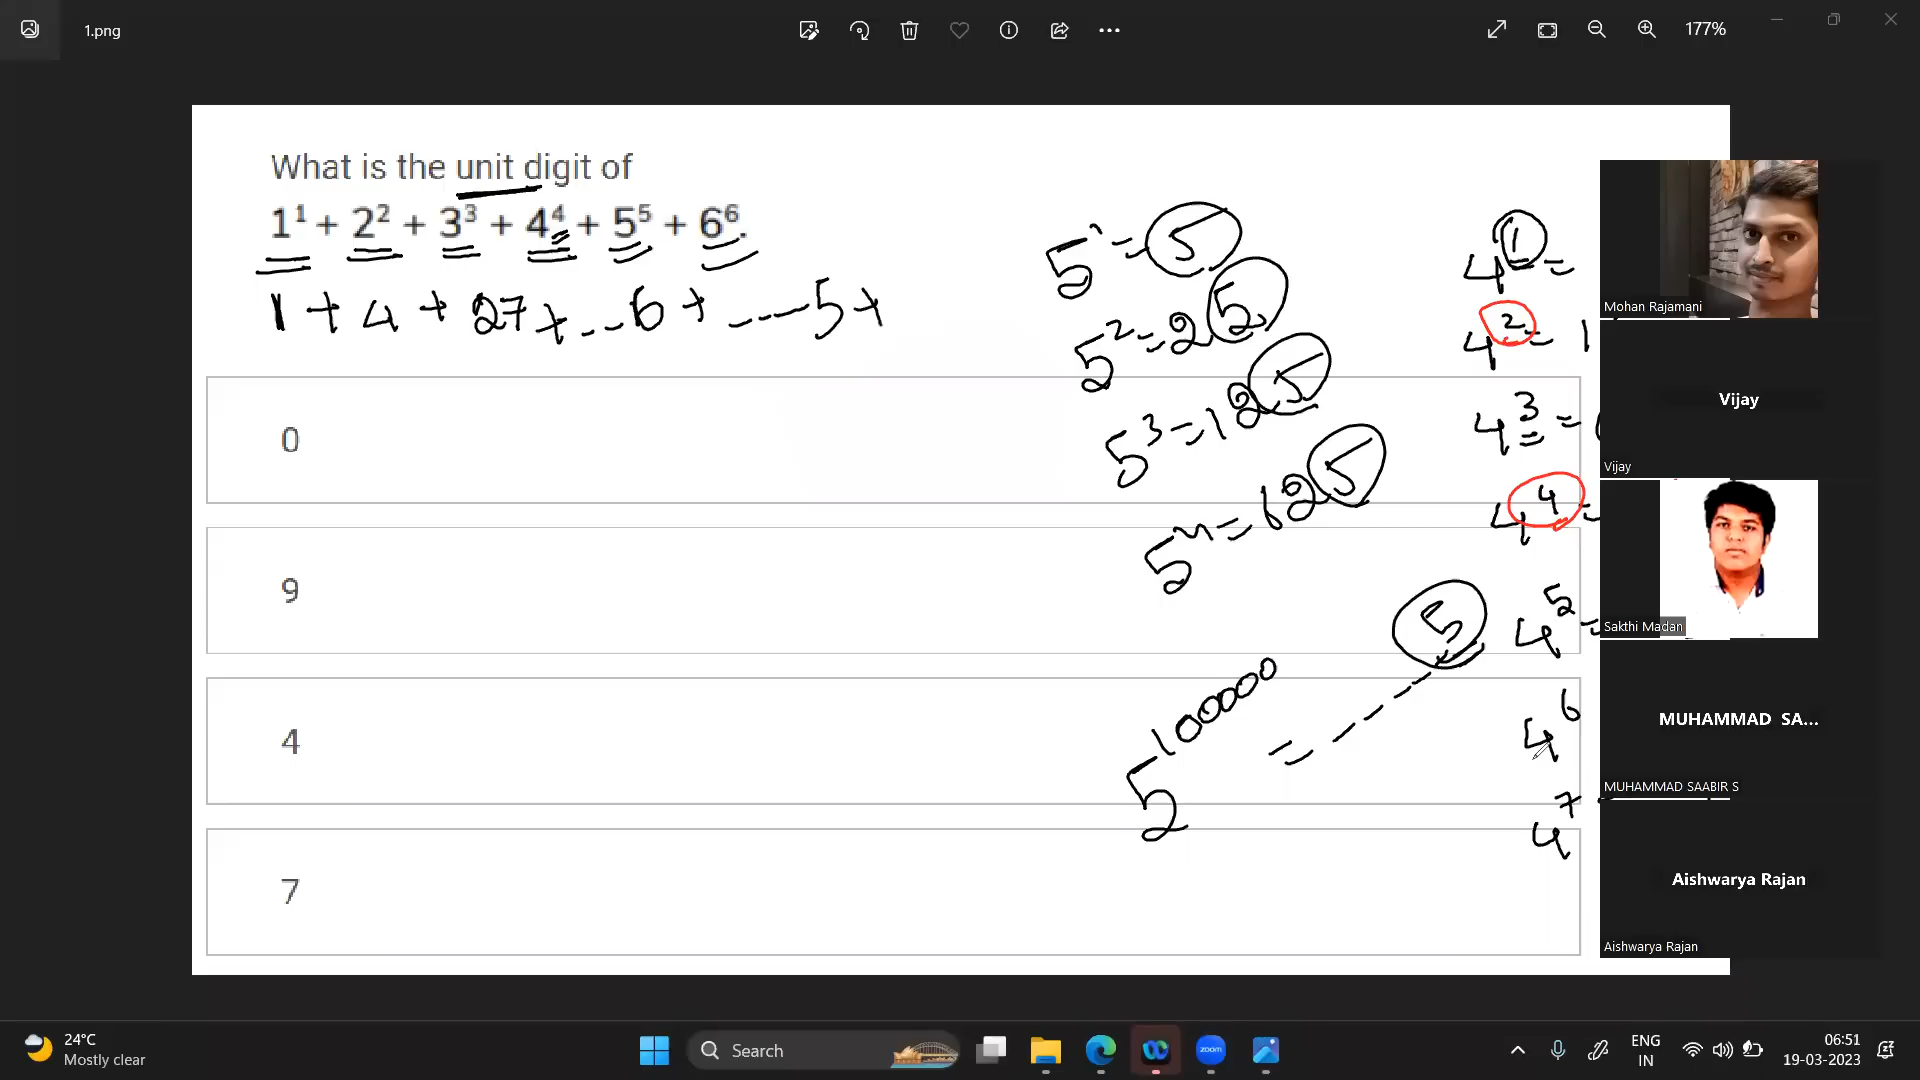 1.png
177%
What is the unit digit of
1¹ + 2² + 3³ + 4⁴ + 5⁵ + 6⁶.
1 + 4 + 27 + ---6 + ----5 +
0
9
4
7
5¹ = 5
5² = 25
5³ = 125
5⁴ = 625
5¹⁰⁰⁰⁰⁰ = ------5
4¹ =
4² = 1
4³ =
4⁴ =
4⁵ =
4⁶
4⁷
Mohan Rajamani
Vijay
Vijay
Sakthi Madan
MUHAMMAD SA...
MUHAMMAD SAABIR S
Aishwarya Rajan
Aishwarya Rajan
24°C
Mostly clear
Search
zoom
ENG
IN
06:51
19-03-2023